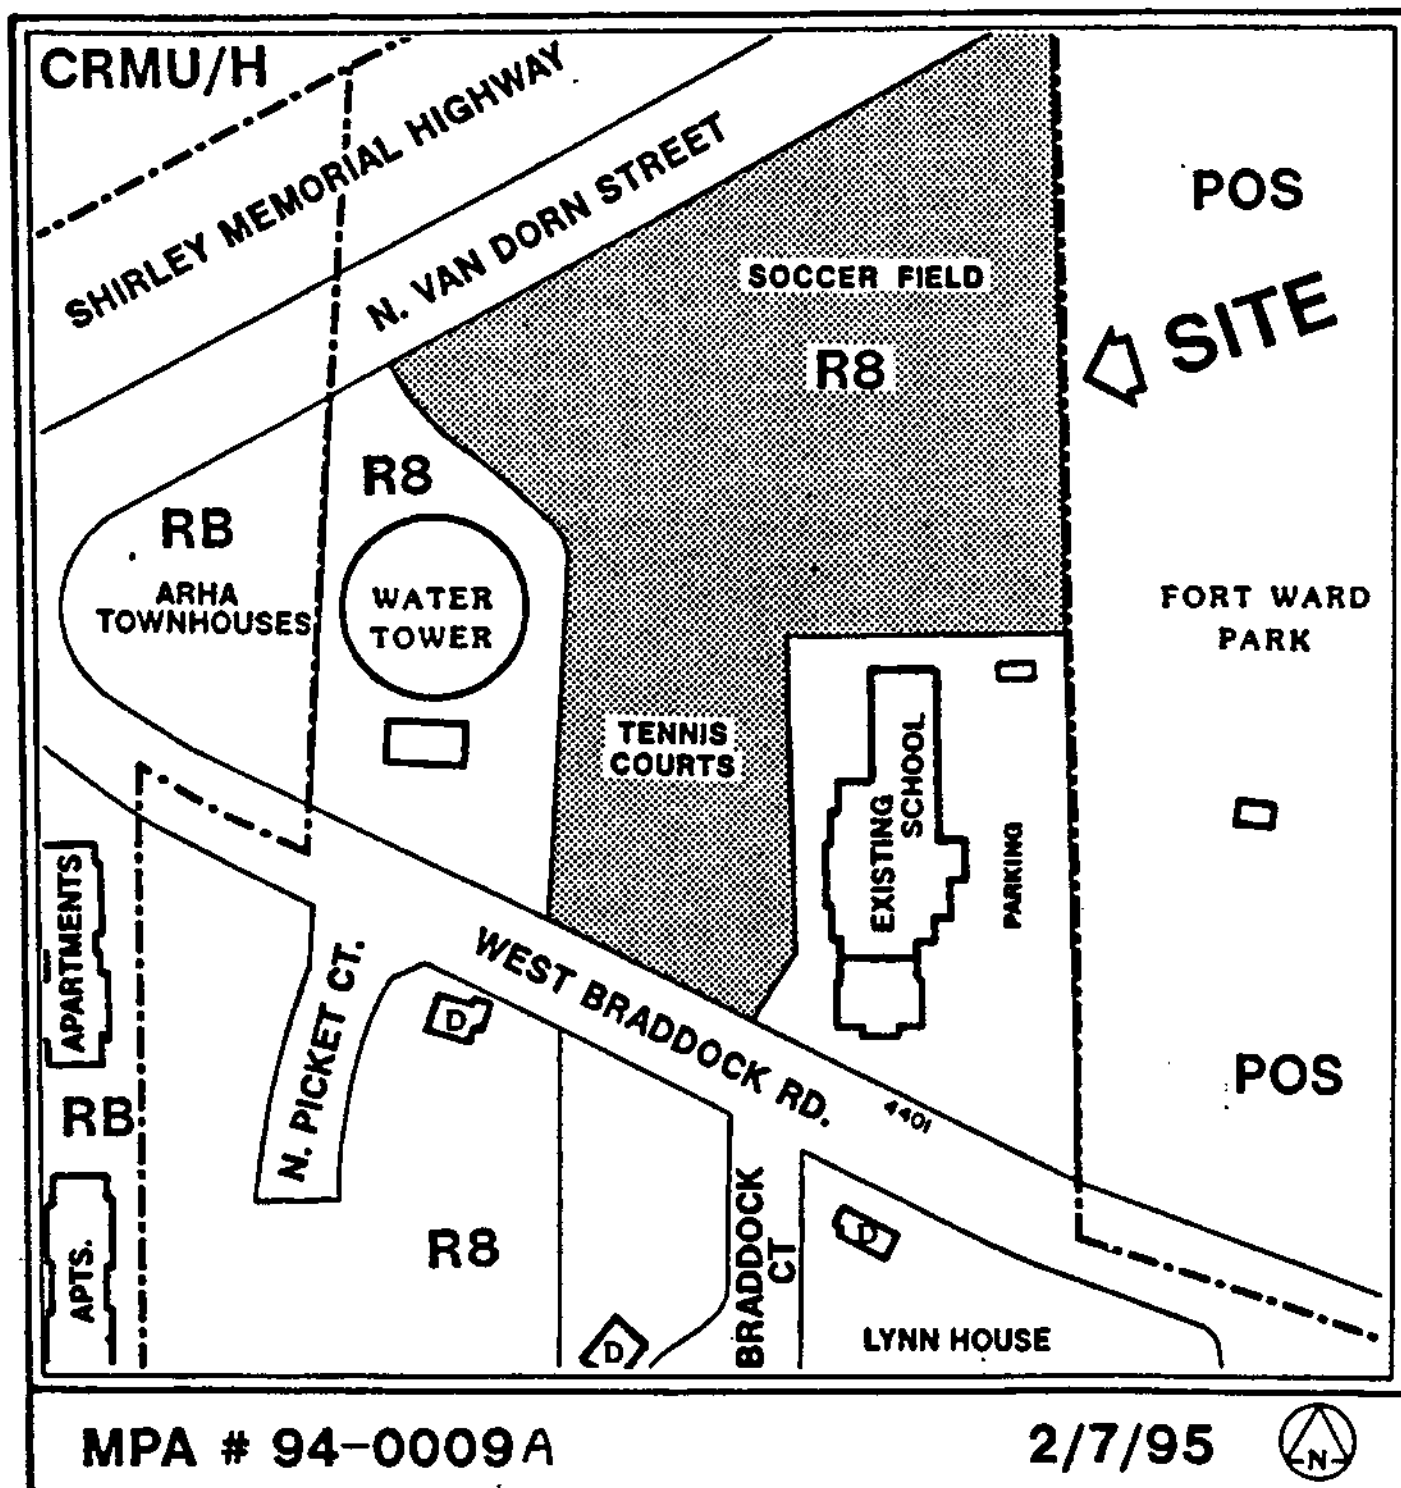 CRMU/H
SHIRLEY MEMORIAL HIGHWAY
N. VAN DORN STREET
POS
SOCCER FIELD
SITE
R8
R8
RB
ARHA
TOWNHOUSES
WATER
TOWER
FORT WARD
PARK
TENNIS
COURTS
EXISTING
SCHOOL
PARKING
APARTMENTS
WEST BRADDOCK RD.
N. PICKET CT.
D
POS
4401
RB
BRADDOCK
CT
D
R8
APTS.
LYNN HOUSE
D
MPA # 94-0009A
2/7/95
N